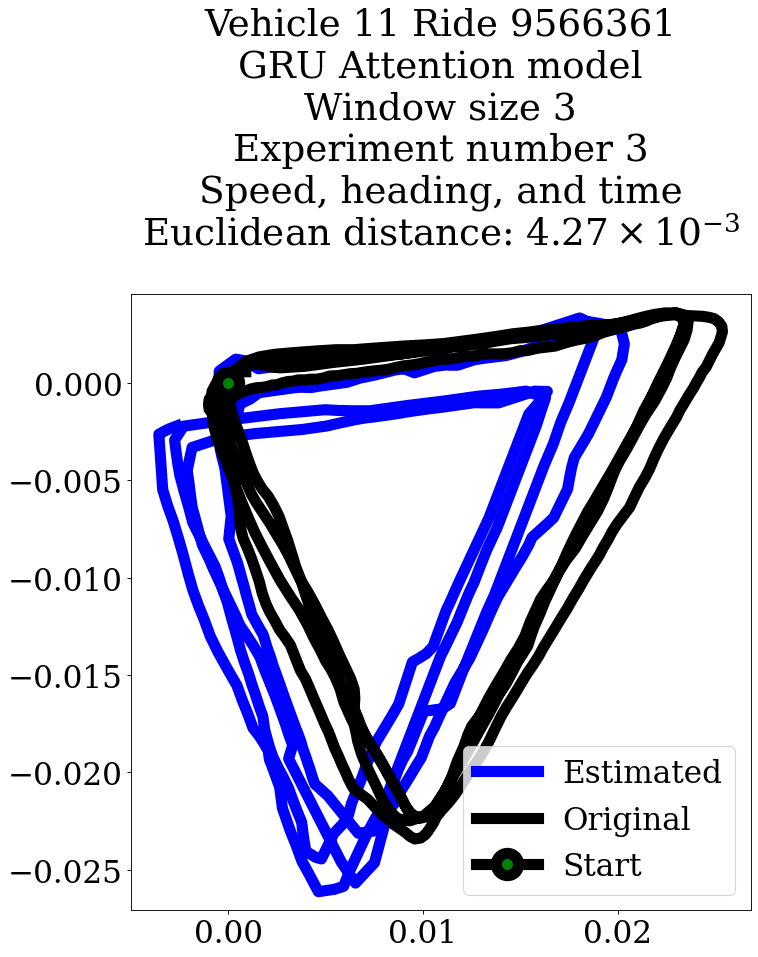 Vehicle 11 Ride 9566361
GRU Attention model
Window size 3
Experiment number 3
Speed, heading, and time
Euclidean distance: 4.27 × 10⁻³
0.000
−0.005
−0.010
−0.015
−0.020
−0.025
0.00 0.01 0.02
Estimated
Original
Start